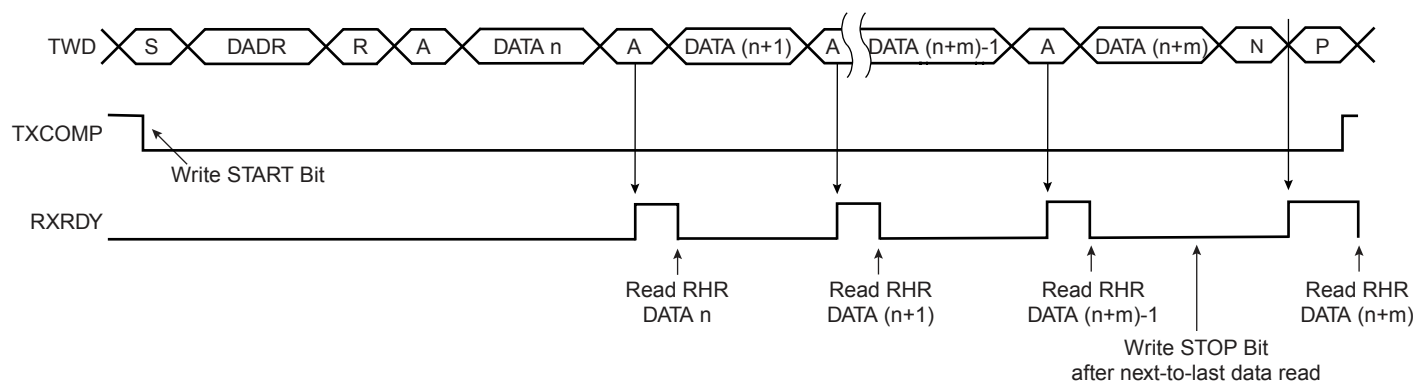 TWD S DADR R A DATA n A DATA (n+1) A DATA (n+m)-1 A DATA (n+m) N P
TXCOMP
Write START Bit
RXRDY
Read RHR
DATA n
Read RHR
DATA (n+1)
Read RHR
DATA (n+m)-1
Read RHR
DATA (n+m)
Write STOP Bit
after next-to-last data read